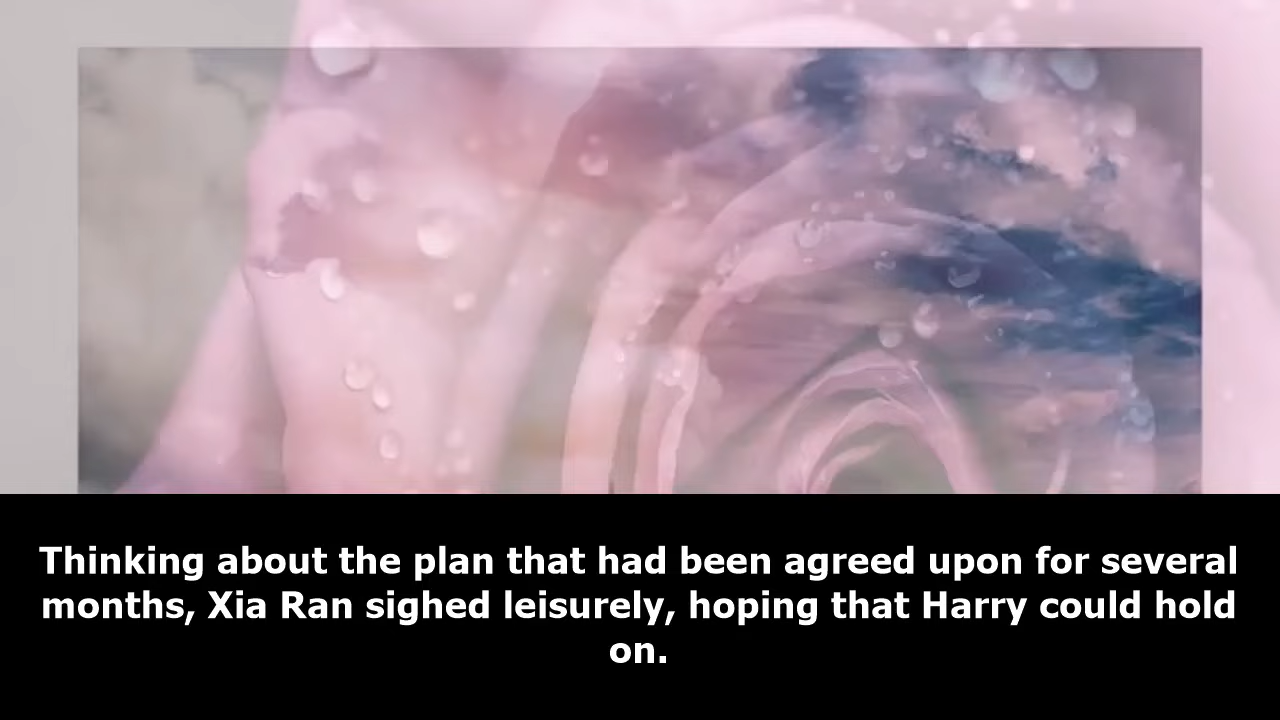 Thinking about the plan that had been agreed upon for several
months, Xia Ran sighed leisurely, hoping that Harry could hold
on.